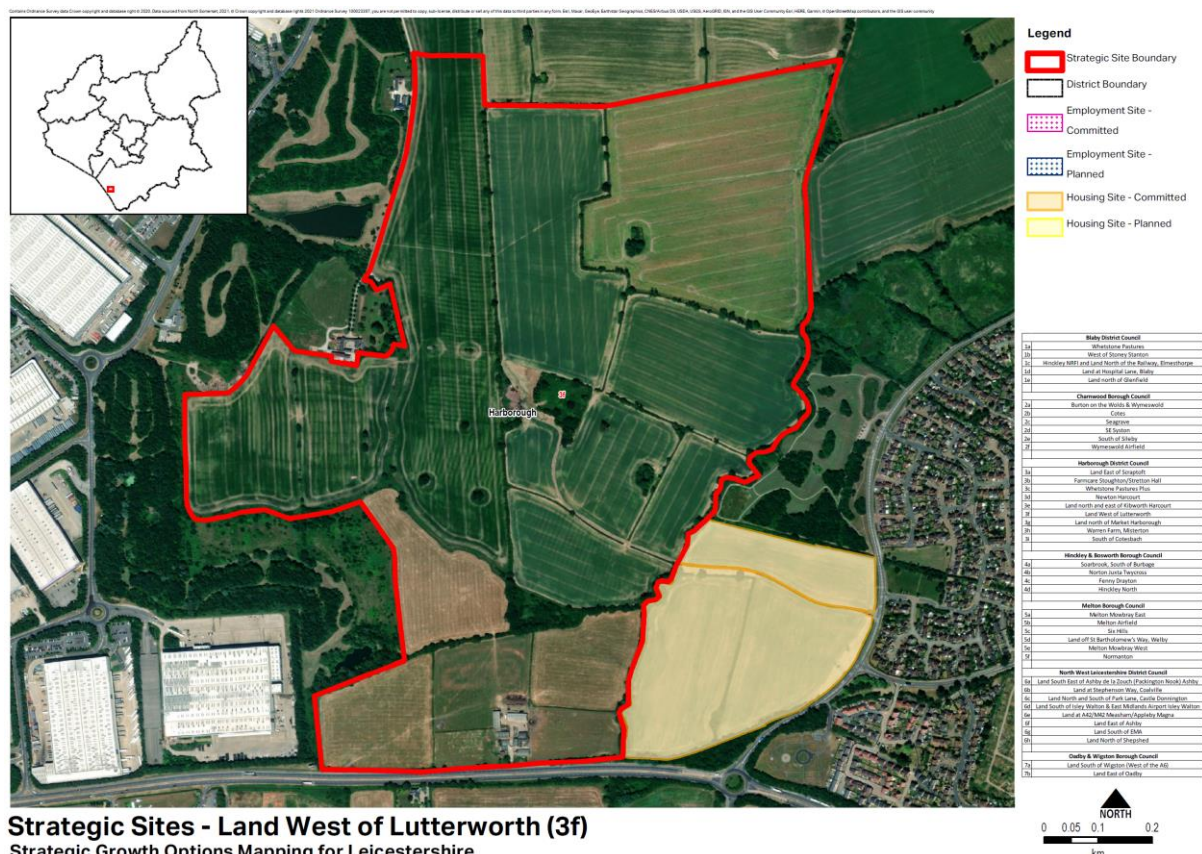 Legend
Strategic Site Boundary
District Boundary
Employment Site -
Committed
Employment Site -
Planned
Housing Site - Committed
Housing Site - Planned
Harborough
3f
Blaby District Council
1a Whetstone Pastures
1b West of Stoney Stanton
1c Hinckley NRFI and Land North of the Railway, Elmesthorpe
1d Land at Hospital Lane, Blaby
1e Land north of Glenfield
Charnwood Borough Council
2a Burton on the Wolds & Wymeswold
2b Cotes
2c Seagrave
2d SE Syston
2e South of Sileby
2f Wymeswold Airfield
Harborough District Council
3a Land East of Scraptoft
3b Farmcare Stoughton/Stretton Hall
3c Whetstone Pastures Plus
3d Newton Harcourt
3e Land north and east of Kibworth Harcourt
3f Land West of Lutterworth
3g Land north of Market Harborough
3h Warren Farm, Misterton
3i South of Cotesbach
Hinckley & Bosworth Borough Council
4a Soarbrook, South of Burbage
4b Norton Juxta Twycross
4c Fenny Drayton
4d Hinckley North
Melton Borough Council
5a Melton Mowbray East
5b Melton Airfield
5c Six Hills
5d Land off St Bartholomew's Way, Welby
5e Melton Mowbray West
5f Normanton
North West Leicestershire District Council
6a Land South East of Ashby de la Zouch (Packington Nook) Ashby
6b Land at Stephenson Way, Coalville
6c Land North and South of Park Lane, Castle Donnington
6d Land South of Isley Walton & East Midlands Airport Isley Walton
6e Land at A42/M42 Measham/Appleby Magna
6f Land East of Ashby
6g Land South of EMA
6h Land North of Shepshed
Oadby & Wigston Borough Council
7a Land South of Wigston (West of the A6)
7b Land East of Oadby
NORTH
0 0.05 0.1 0.2
km
Strategic Sites - Land West of Lutterworth (3f)
Strategic Growth Options Mapping for Leicestershire